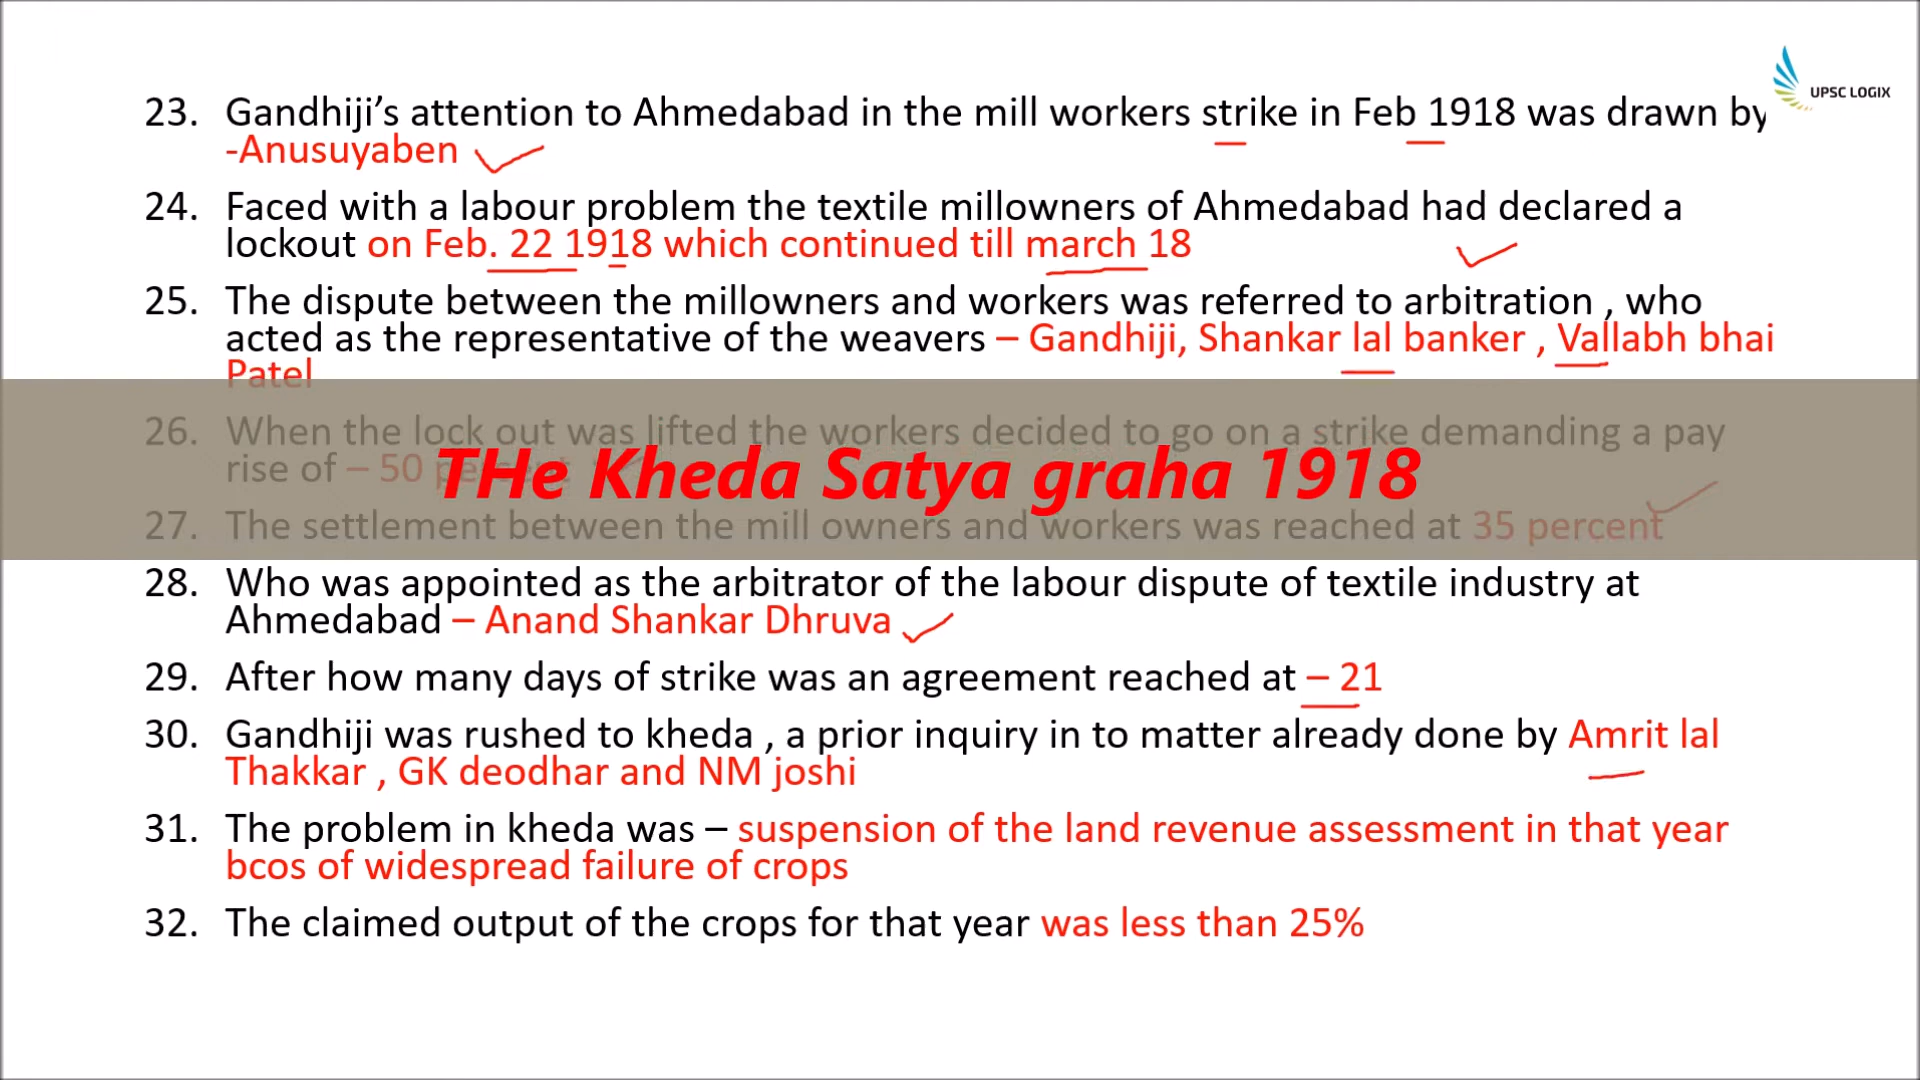 UPSC LOGIX
23. Gandhiji’s attention to Ahmedabad in the mill workers strike in Feb 1918 was drawn by
-Anusuyaben
24. Faced with a labour problem the textile millowners of Ahmedabad had declared a
lockout on Feb. 22 1918 which continued till march 18
25. The dispute between the millowners and workers was referred to arbitration , who
acted as the representative of the weavers – Gandhiji, Shankar lal banker , Vallabh bhai
Patel
26. When the lock out was lifted the workers decided to go on a strike demanding a pay
rise of – 50 percent
THe Kheda Satya graha 1918
27. The settlement between the mill owners and workers was reached at 35 percent
28. Who was appointed as the arbitrator of the labour dispute of textile industry at
Ahmedabad – Anand Shankar Dhruva
29. After how many days of strike was an agreement reached at – 21
30. Gandhiji was rushed to kheda , a prior inquiry in to matter already done by Amrit lal
Thakkar , GK deodhar and NM joshi
31. The problem in kheda was – suspension of the land revenue assessment in that year
bcos of widespread failure of crops
32. The claimed output of the crops for that year was less than 25%